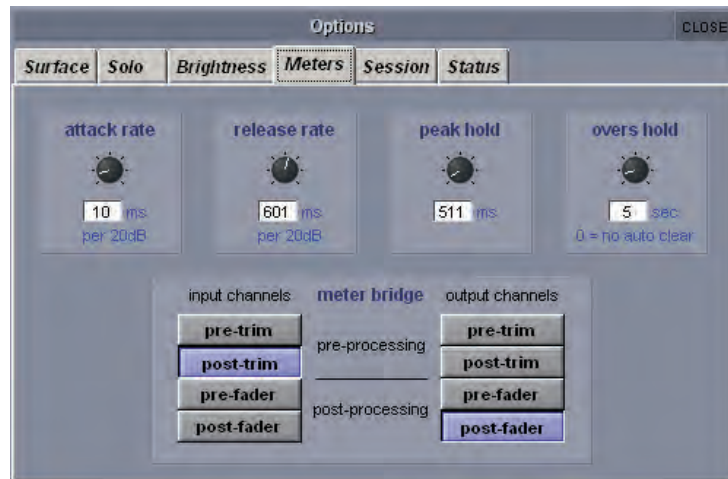 Options
CLOSE
Surface Solo Brightness Meters Session Status
attack rate
10 ms
per 20dB
release rate
601 ms
per 20dB
peak hold
511 ms
overs hold
5 sec
0 = no auto clear
input channels meter bridge output channels
pre-trim pre-trim
pre-processing
post-trim post-trim
pre-fader pre-fader
post-processing
post-fader post-fader